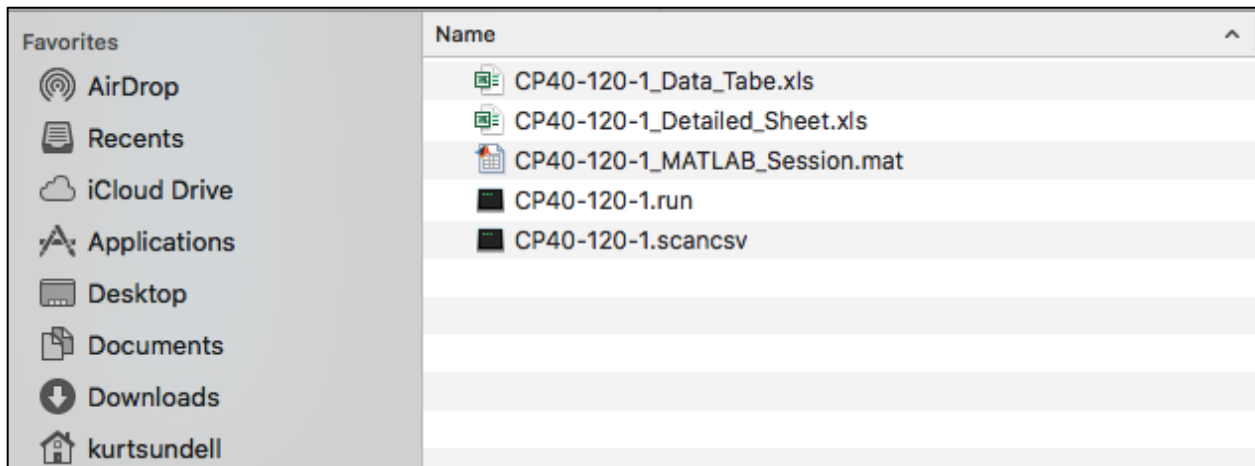 Favorites
AirDrop
Recents
iCloud Drive
Applications
Desktop
Documents
Downloads
kurtsundell
Name
CP40-120-1_Data_Tabe.xls
CP40-120-1_Detailed_Sheet.xls
CP40-120-1_MATLAB_Session.mat
CP40-120-1.run
CP40-120-1.scancsv